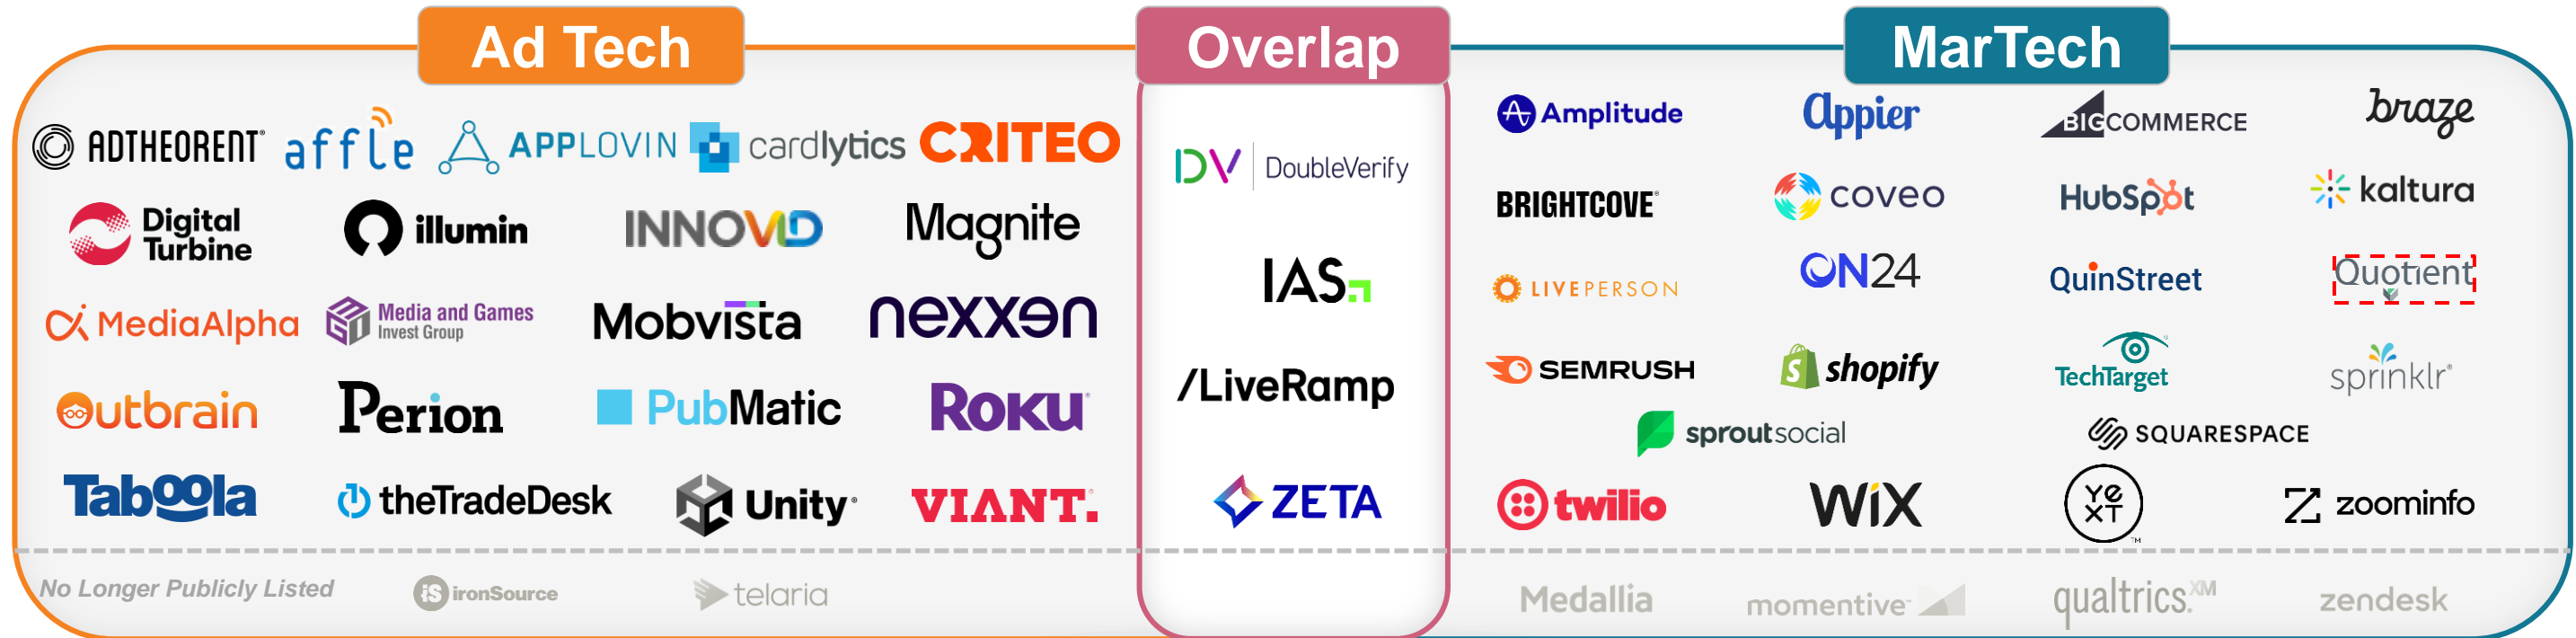 Ad Tech
Overlap
MarTech
ADTHEORENT®
affle
APPLOVIN
cardlytics
CRITEO
Digital
Turbine
illumin
INNOVID
Magnite
MediaAlpha
Media and Games
Invest Group
Mobvista
nexxen
Outbrain
Perion
PubMatic
ROKU®
Taboola
theTradeDesk
Unity®
VIANT.®
DV DoubleVerify
IAS
/LiveRamp
ZETA
Amplitude
appier
BIGCOMMERCE
braze
BRIGHTCOVE®
coveo
HubSpot
kaltura
LIVEPERSON
ON24
QuinStreet
Quotient
SEMRUSH
shopify
TechTarget
sprinklr®
sproutsocial
SQUARESPACE
twilio
WiX
YEXT™
zoominfo
No Longer Publicly Listed
iS ironSource
telaria
Medallia
momentive™
qualtrics.XM
zendesk